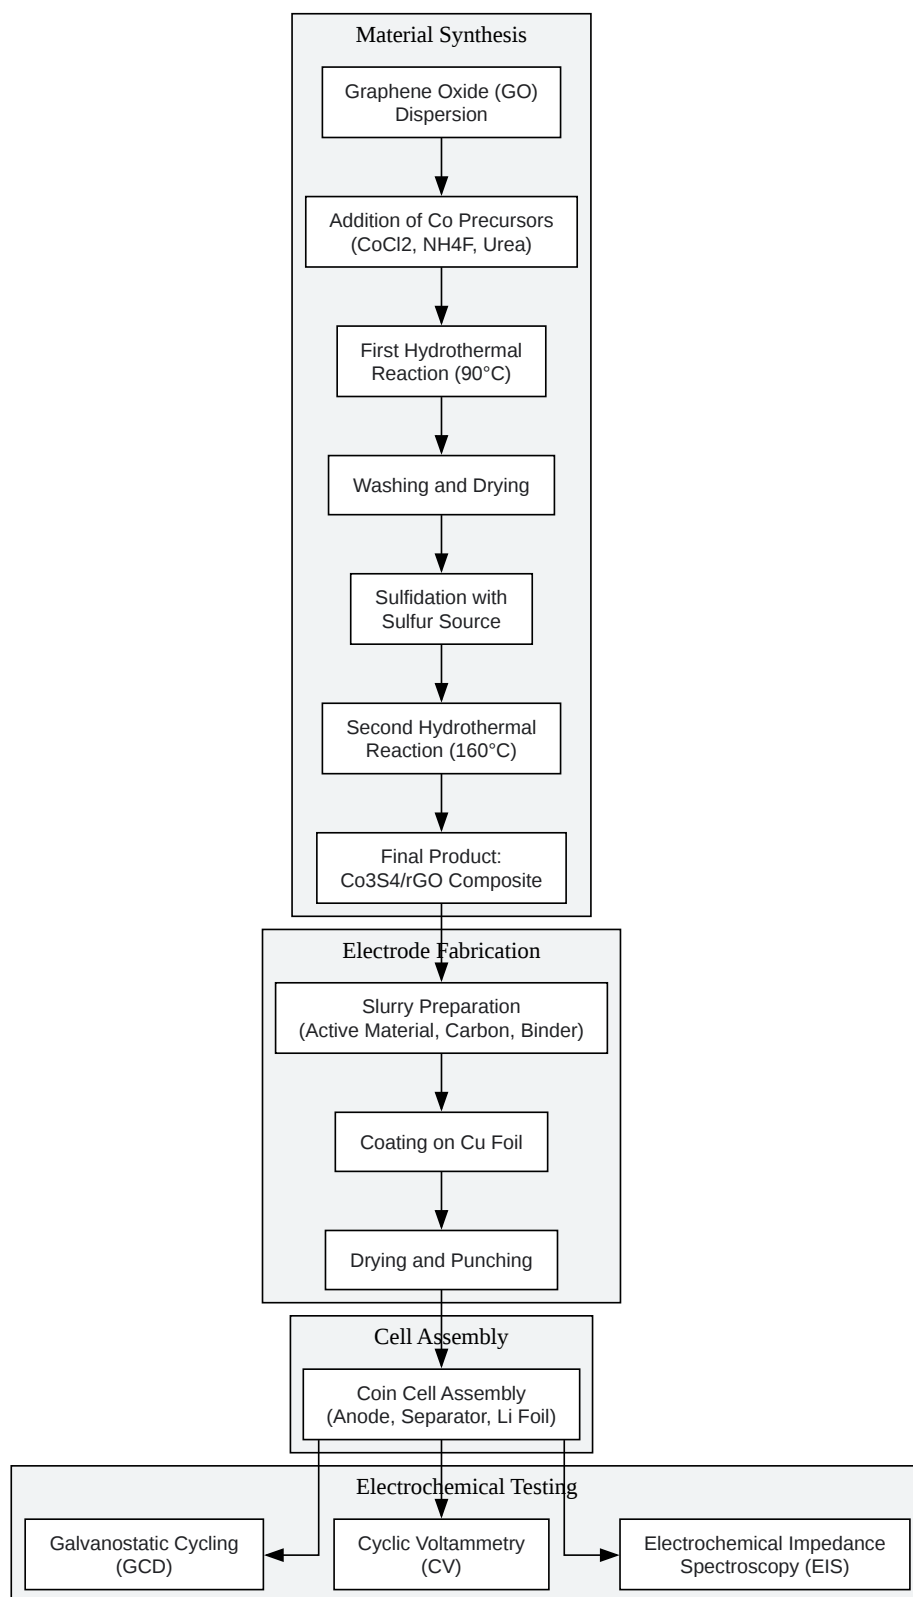 Material Synthesis
Graphene Oxide (GO)
Dispersion
Addition of Co Precursors
(CoCl2, NH4F, Urea)
First Hydrothermal
Reaction (90°C)
Washing and Drying
Sulfidation with
Sulfur Source
Second Hydrothermal
Reaction (160°C)
Final Product:
Co3S4/rGO Composite
Electrode Fabrication
Slurry Preparation
(Active Material, Carbon, Binder)
Coating on Cu Foil
Drying and Punching
Cell Assembly
Coin Cell Assembly
(Anode, Separator, Li Foil)
Electrochemical Testing
Galvanostatic Cycling
(GCD)
Cyclic Voltammetry
(CV)
Electrochemical Impedance
Spectroscopy (EIS)